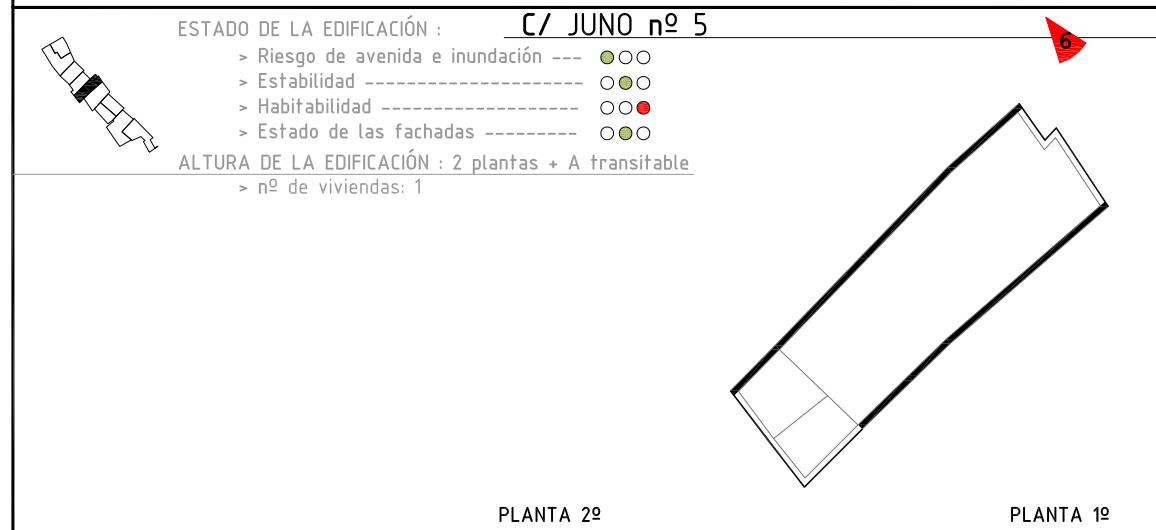 C/ JUNO nº 5
ESTADO DE LA EDIFICACIÓN :
> Riesgo de avenida e inundación ---
> Estabilidad --------------------
> Habitabilidad ------------------
> Estado de las fachadas ---------
ALTURA DE LA EDIFICACIÓN : 2 plantas + A transitable
> nº de viviendas: 1
6
PLANTA 2º
PLANTA 1º